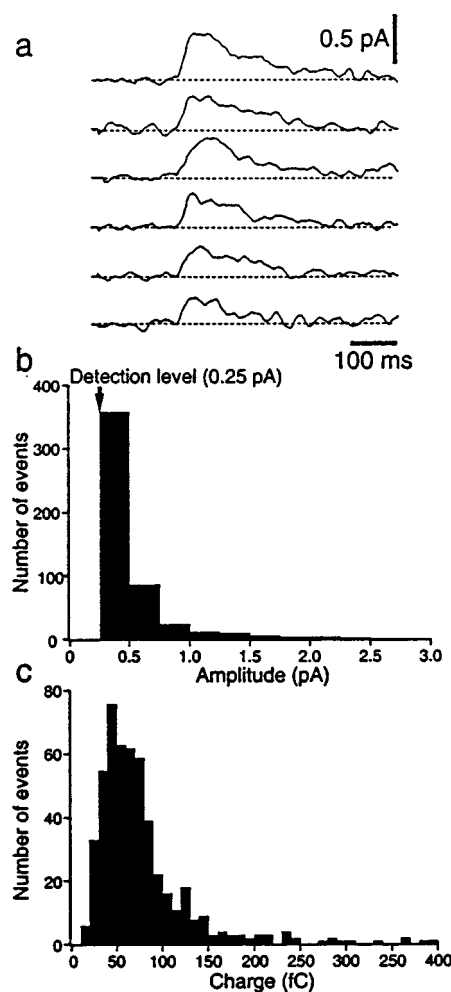 a
0.5 pA
100 ms
b
Detection level (0.25 pA)
400
300
200
100
0
Number of events
0
0.5
1.0
1.5
2.0
2.5
3.0
Amplitude (pA)
c
80
60
40
20
0
Number of events
0
50
100
150
200
250
300
350
400
Charge (fC)